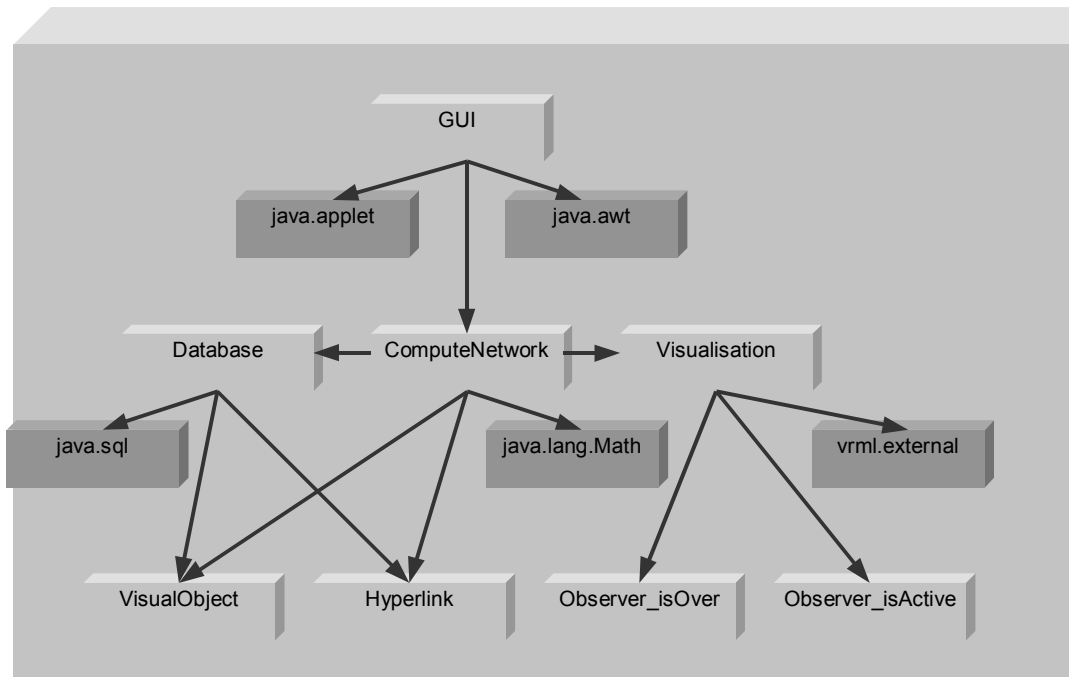 GUI
java.applet
java.awt
Database
ComputeNetwork
Visualisation
java.sql
java.lang.Math
vrml.external
VisualObject
Hyperlink
Observer_isOver
Observer_isActive